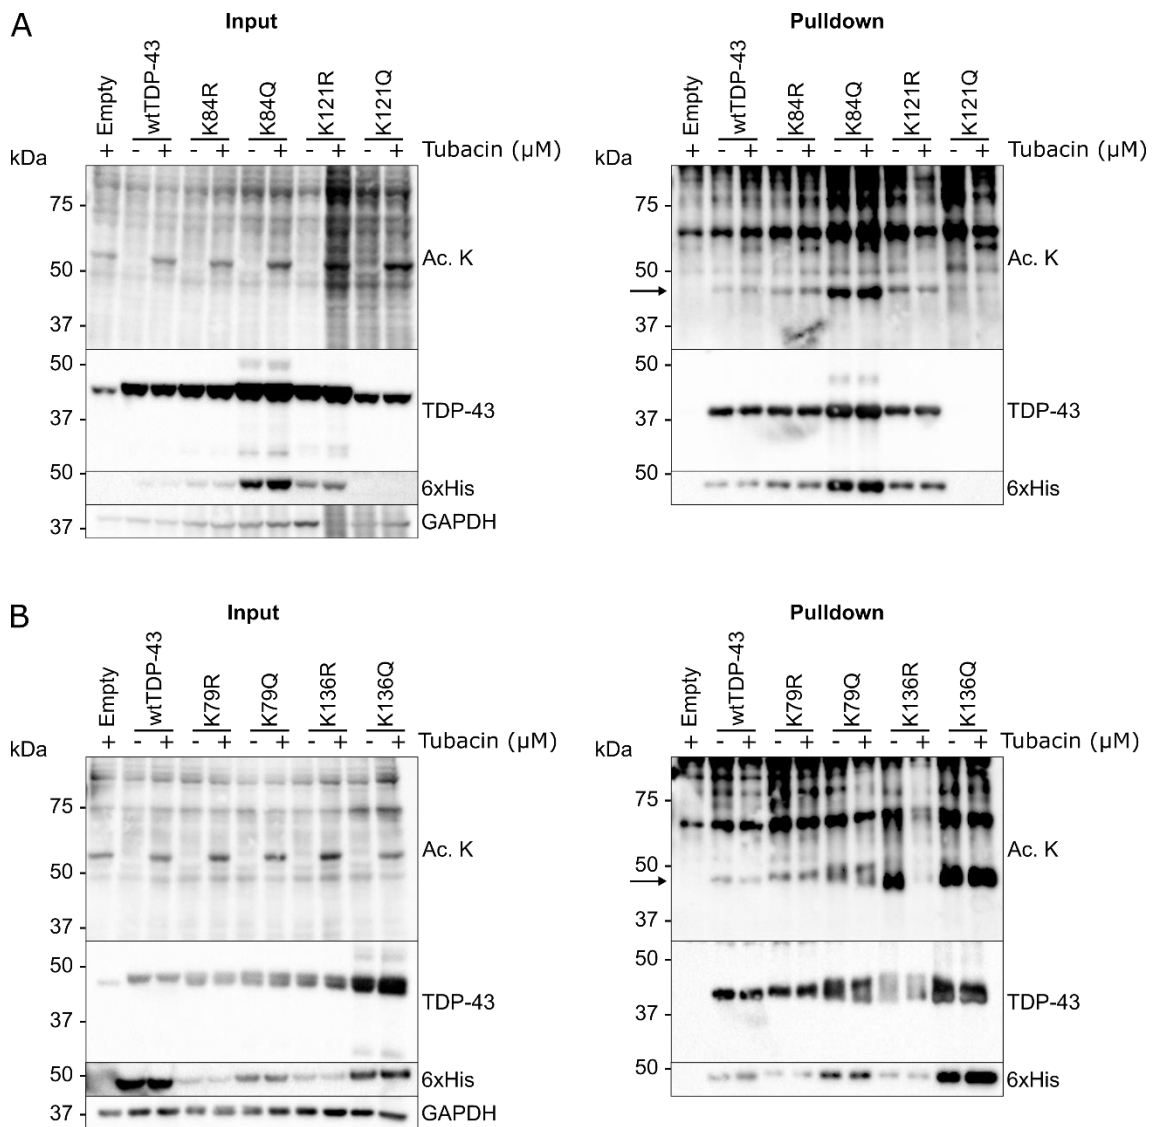 A
Input
Pulldown
Empty
wtTDP-43
K84R
K84Q
K121R
K121Q
Empty
wtTDP-43
K84R
K84Q
K121R
K121Q
kDa
+ - + - + - + - + - + Tubacin (µM)
kDa
+ - + - + - + - + - + Tubacin (µM)
75
50
37
Ac. K
75
50
37
Ac. K
50
37
TDP-43
50
37
TDP-43
50
6xHis
50
6xHis
37
GAPDH
B
Input
Pulldown
Empty
wtTDP-43
K79R
K79Q
K136R
K136Q
Empty
wtTDP-43
K79R
K79Q
K136R
K136Q
kDa
+ - + - + - + - + - + Tubacin (µM)
kDa
+ - + - + - + - + - + Tubacin (µM)
75
50
37
Ac. K
75
50
37
Ac. K
50
37
TDP-43
50
37
TDP-43
50
6xHis
50
6xHis
37
GAPDH